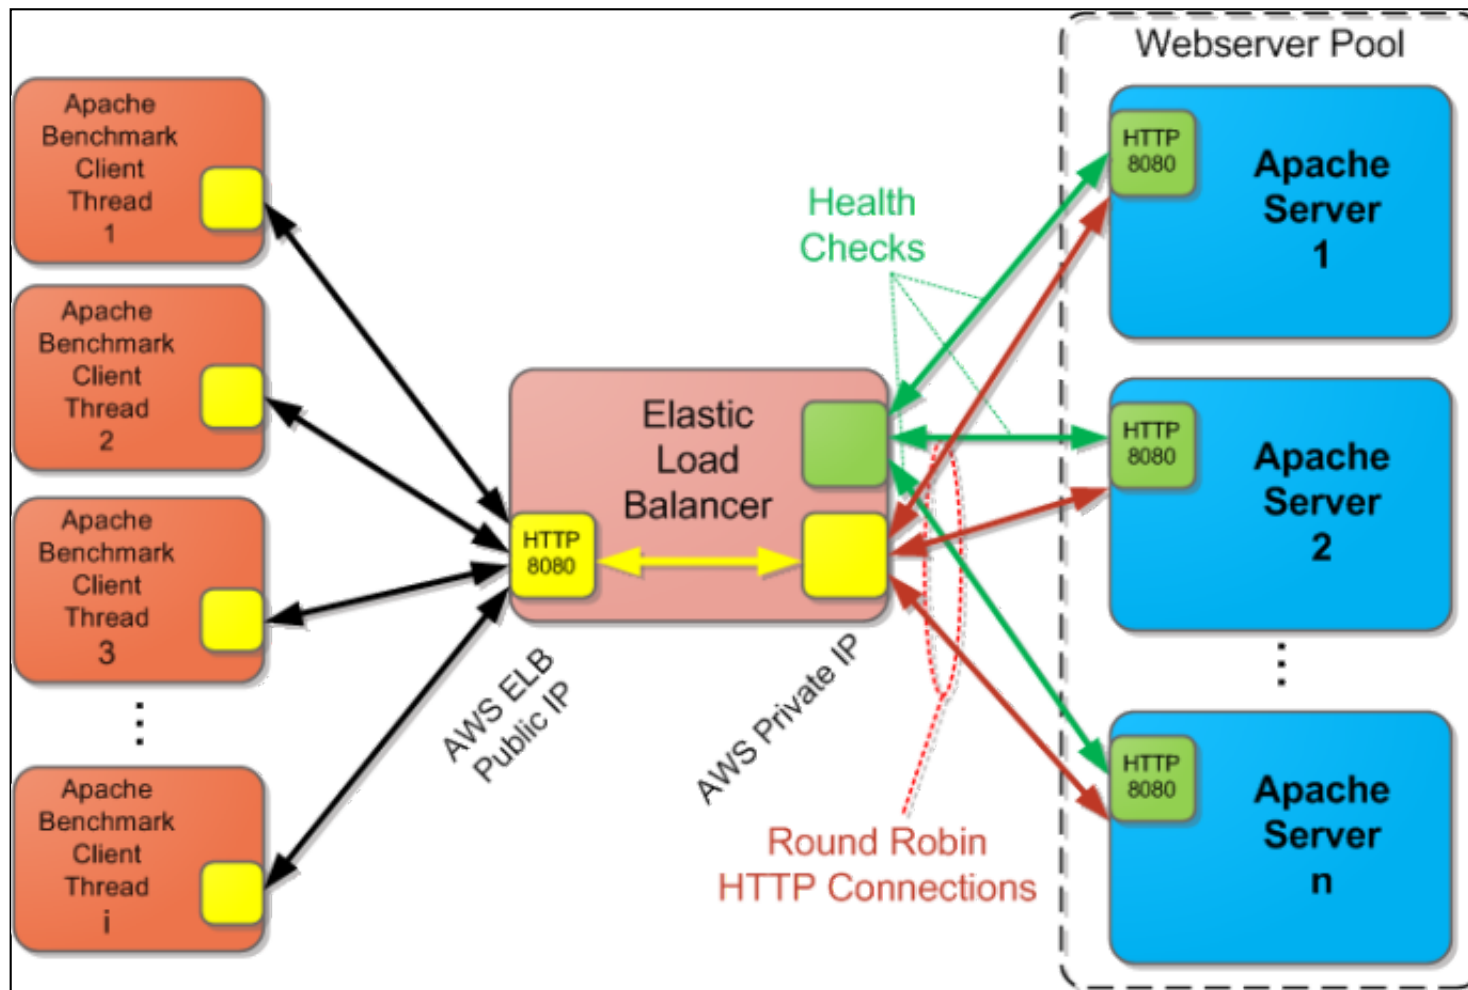 Webserver Pool
Apache
Benchmark
Client
Thread
1
Apache
Benchmark
Client
Thread
2
Apache
Benchmark
Client
Thread
3
Apache
Benchmark
Client
Thread
i
HTTP
8080
Elastic
Load
Balancer
AWS ELB
Public IP
AWS Private IP
Health
Checks
Round Robin
HTTP Connections
HTTP
8080
Apache
Server
1
HTTP
8080
Apache
Server
2
HTTP
8080
Apache
Server
n